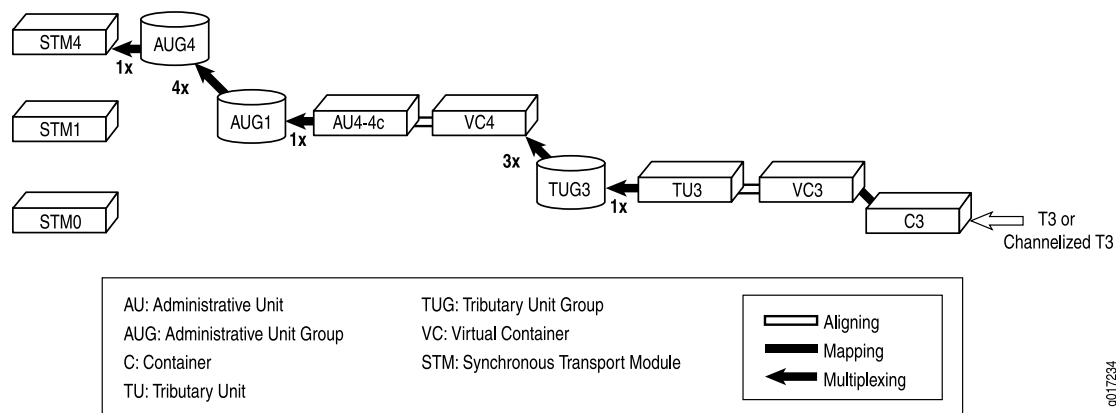 STM4
AUG4
1x
4x
STM1
AUG1
1x
AU4-4c
VC4
3x
STM0
TUG3
1x
TU3
VC3
C3
T3 or
Channelized T3
AU: Administrative Unit
AUG: Administrative Unit Group
C: Container
TU: Tributary Unit
TUG: Tributary Unit Group
VC: Virtual Container
STM: Synchronous Transport Module
Aligning
Mapping
Multiplexing
g017234